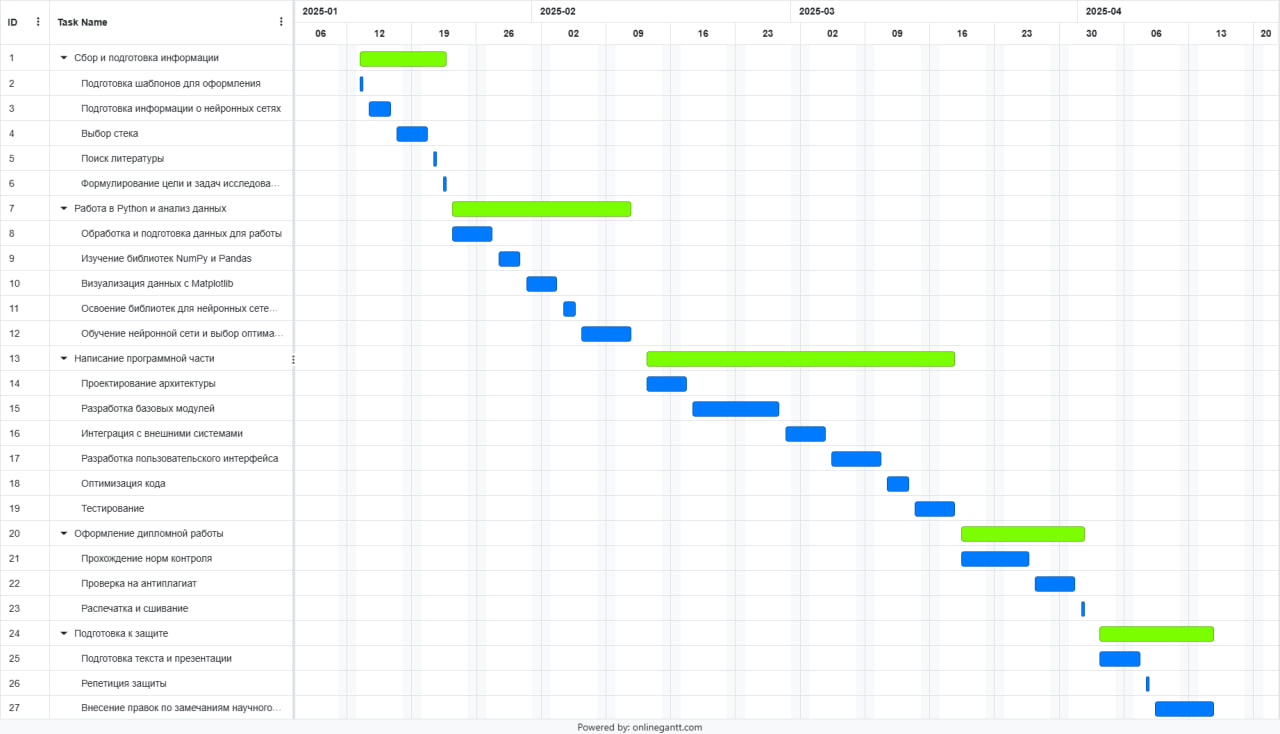 2025-01 2025-02 2025-03 2025-04
ID Task Name
06 12 19 26 02 09 16 23 02 09 16 23 30 06 13 20
1 Сбор и подготовка информации
2 Подготовка шаблонов для оформления
3 Подготовка информации о нейронных сетях
4 Выбор стека
5 Поиск литературы
6 Формулирование цели и задач исследова...
7 Работа в Python и анализ данных
8 Обработка и подготовка данных для работы
9 Изучение библиотек NumPy и Pandas
10 Визуализация данных с Matplotlib
11 Освоение библиотек для нейронных сете...
12 Обучение нейронной сети и выбор оптима...
13 Написание программной части
14 Проектирование архитектуры
15 Разработка базовых модулей
16 Интеграция с внешними системами
17 Разработка пользовательского интерфейса
18 Оптимизация кода
19 Тестирование
20 Оформление дипломной работы
21 Прохождение норм контроля
22 Проверка на антиплагиат
23 Распечатка и сшивание
24 Подготовка к защите
25 Подготовка текста и презентации
26 Репетиция защиты
27 Внесение правок по замечаниям научного...
Powered by: onlinegantt.com